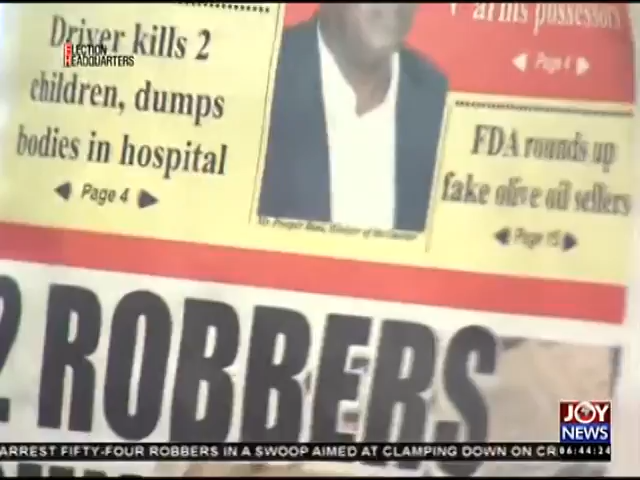 Driver kills 2
ELECTION
HEADQUARTERS
children, dumps
bodies in hospital
Page 4
at his possessors
Page 4
FDA rounds up
fake olive oil sellers
Page 15
2 ROBBERS
JOY
NEWS
ARREST FIFTY-FOUR ROBBERS IN A SWOOP AIMED AT CLAMPING DOWN ON CR
06:44:24